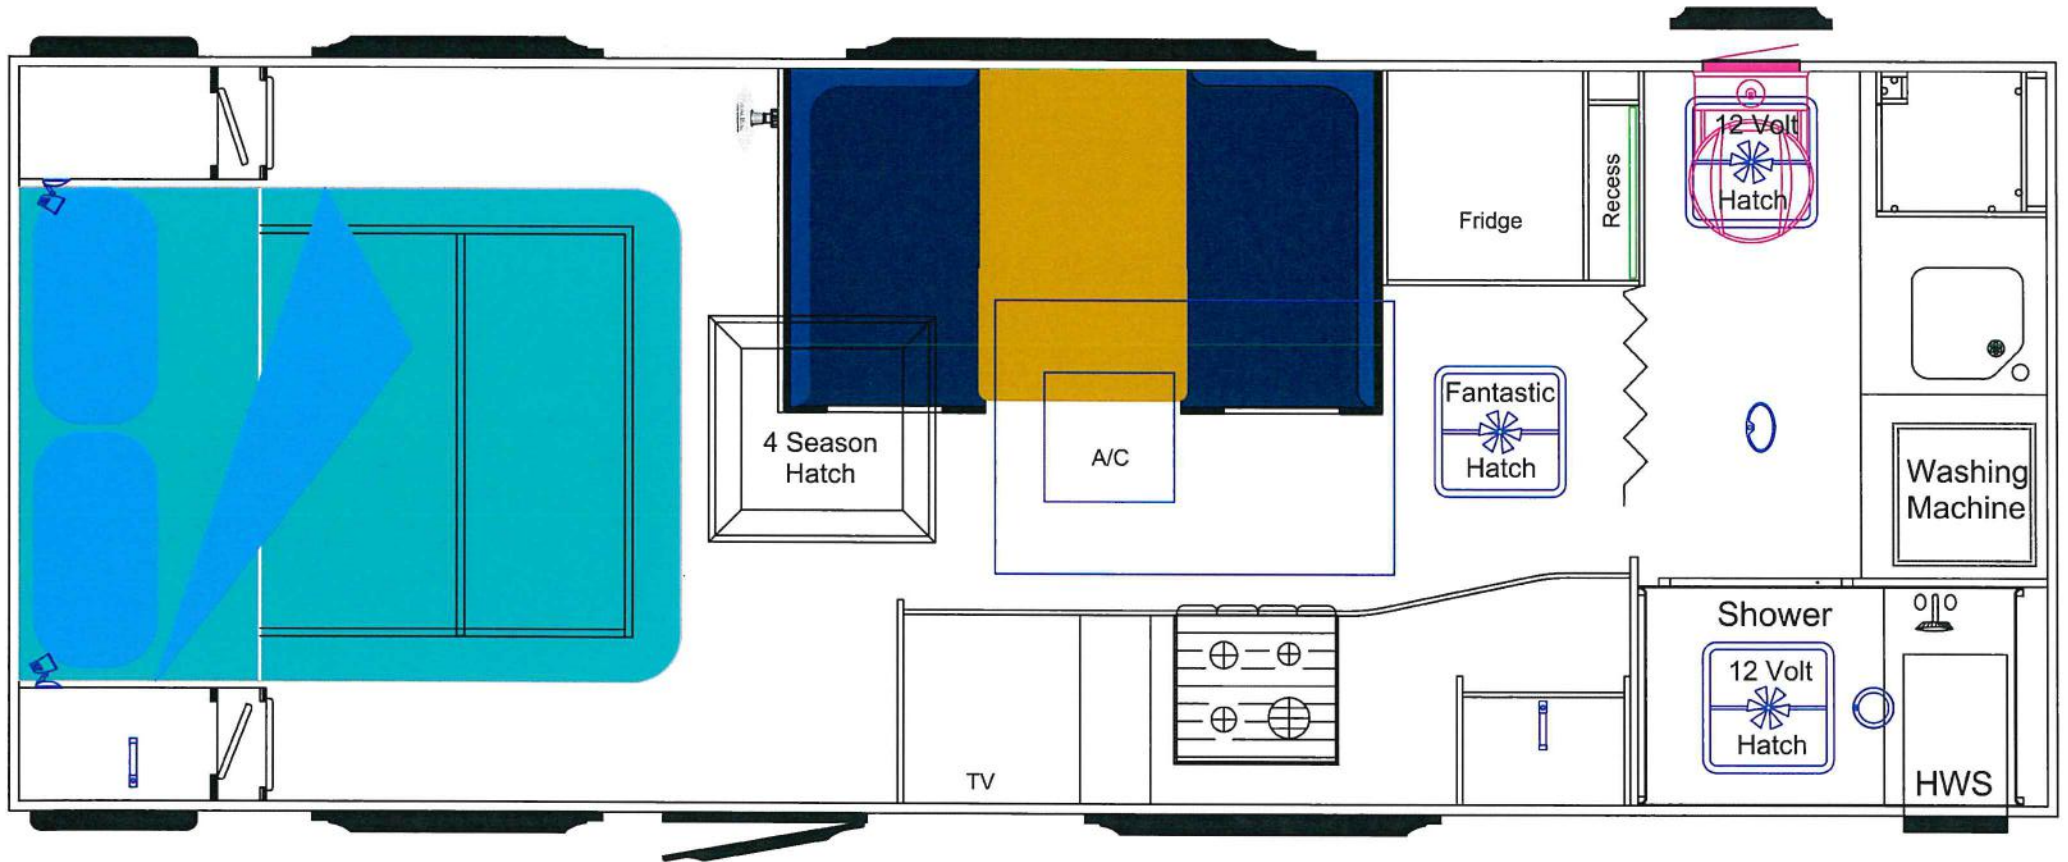 12 Volt
Hatch
Fridge
Recess
Fantastic
Hatch
4 Season
Hatch
A/C
Washing
Machine
Shower
12 Volt
Hatch
TV
HWS